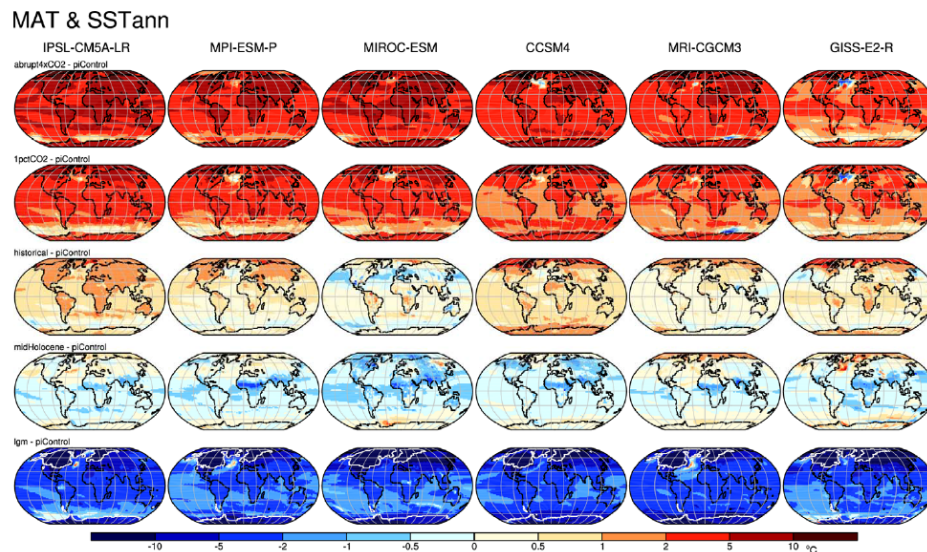 MAT & SSTann
IPSL-CM5A-LR MPI-ESM-P MIROC-ESM CCSM4 MRI-CGCM3 GISS-E2-R
abrupt4xCO2 - piControl
1pctCO2 - piControl
historical - piControl
midHolocene - piControl
lgm - piControl
-10 -5 -2 -1 -0.5 0 0.5 1 2 5 10 °C